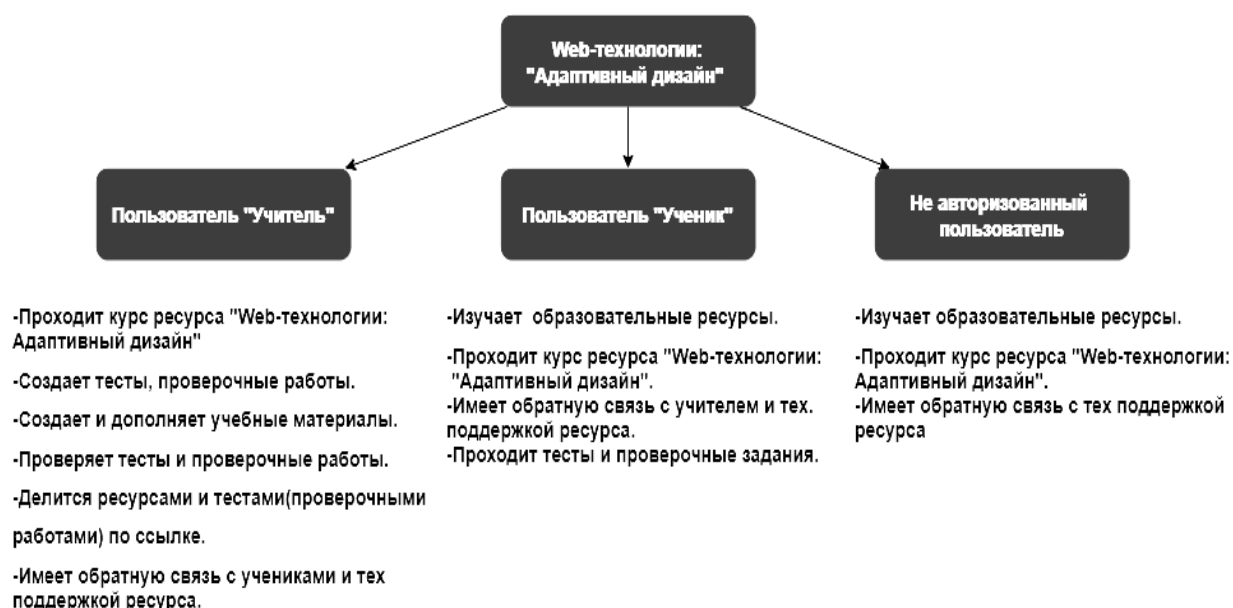 Web-технологии:
"Адаптивный дизайн"
Пользователь "Учитель"
Пользователь "Ученик"
Не авторизованный
пользователь
-Проходит курс ресурса "Web-технологии:
Адаптивный дизайн"
-Создает тесты, проверочные работы.
-Создает и дополняет учебные материалы.
-Проверяет тесты и проверочные работы.
-Делится ресурсами и тестами(проверочными
работами) по ссылке.
-Имеет обратную связь с учениками и тех
поддержкой ресурса.
-Изучает образовательные ресурсы.
-Проходит курс ресурса "Web-технологии:
"Адаптивный дизайн".
-Имеет обратную связь с учителем и тех.
поддержкой ресурса.
-Проходит тесты и проверочные задания.
-Изучает образовательные ресурсы.
-Проходит курс ресурса "Web-технологии:
Адаптивный дизайн".
-Имеет обратную связь с тех поддержкой
ресурса